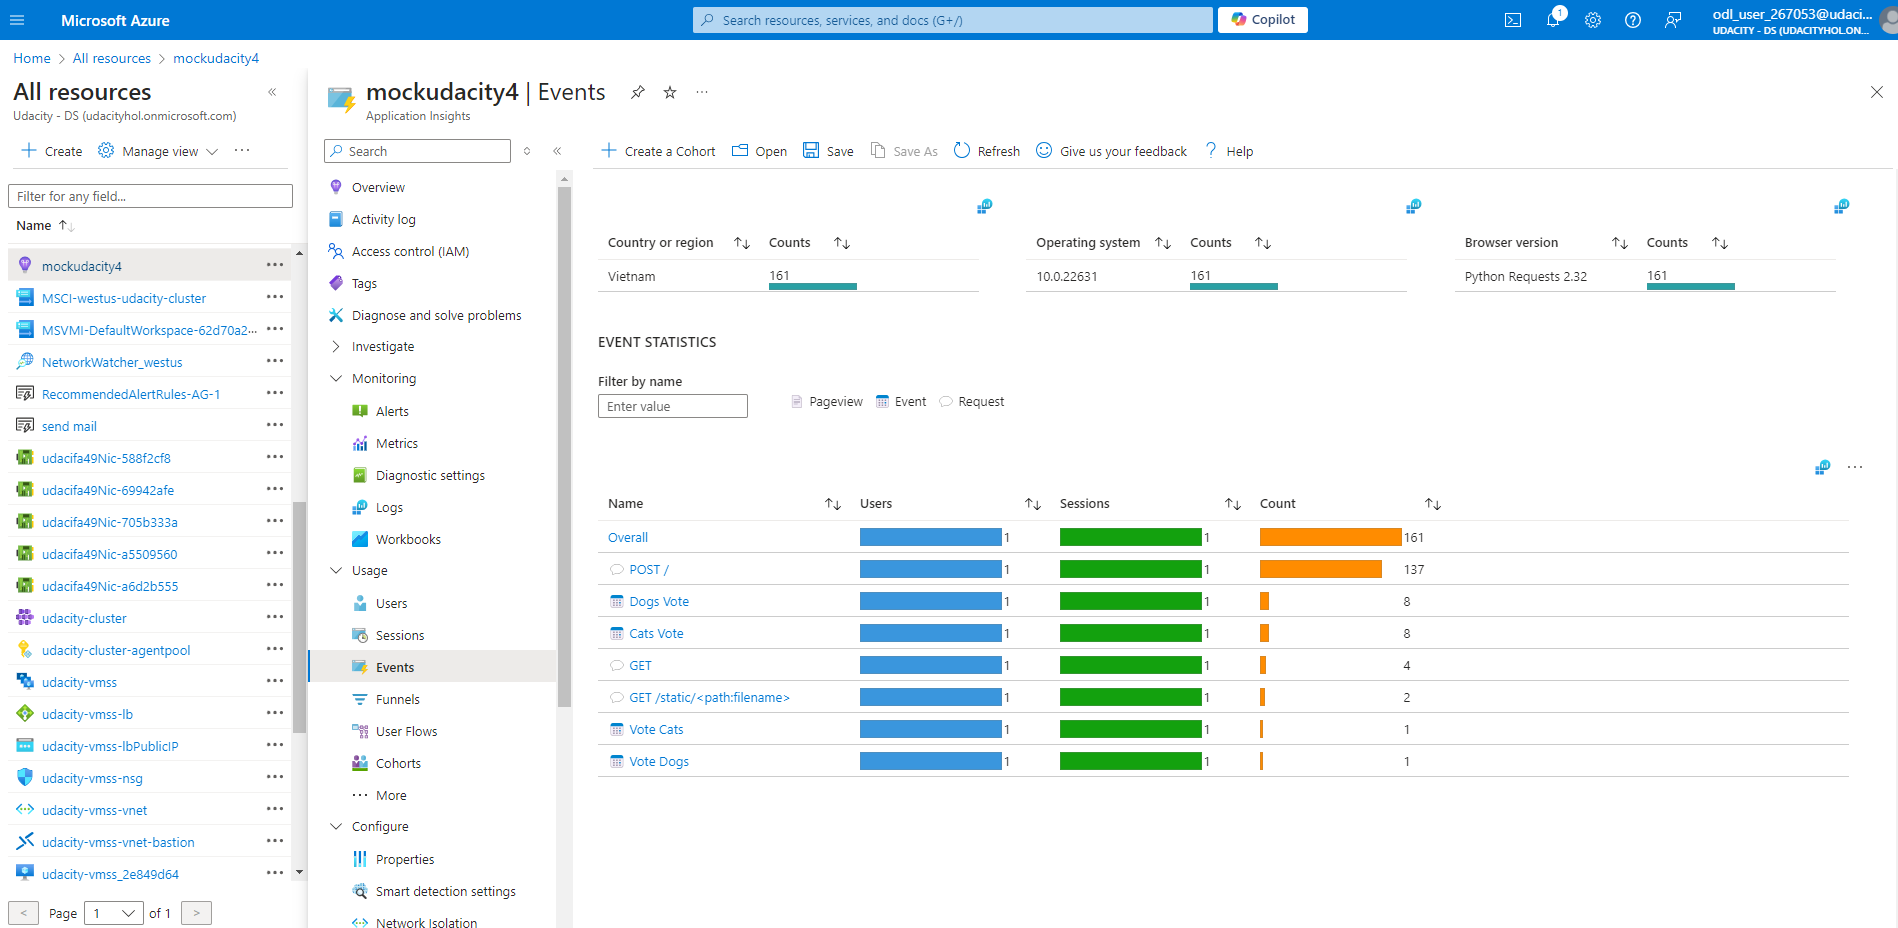 Microsoft Azure
Search resources, services, and docs (G+/)
Copilot
1
odl_user_267053@udaci...
UDACITY - DS (UDACITYHOL.ON...
Home > All resources > mockudacity4
All resources
Udacity - DS (udacityhol.onmicrosoft.com)
Create Manage view ...
Filter for any field...
Name
mockudacity4
MSCI-westus-udacity-cluster
MSVMI-DefaultWorkspace-62d70a2...
NetworkWatcher_westus
RecommendedAlertRules-AG-1
send mail
udacifa49Nic-588f2cf8
udacifa49Nic-69942afe
udacifa49Nic-705b333a
udacifa49Nic-a5509560
udacifa49Nic-a6d2b555
udacity-cluster
udacity-cluster-agentpool
udacity-vmss
udacity-vmss-lb
udacity-vmss-lbPublicIP
udacity-vmss-nsg
udacity-vmss-vnet
udacity-vmss-vnet-bastion
udacity-vmss_2e849d64
< Page 1 of 1 >
mockudacity4 | Events
Application Insights
Search
Overview
Activity log
Access control (IAM)
Tags
Diagnose and solve problems
Investigate
Monitoring
Alerts
Metrics
Diagnostic settings
Logs
Workbooks
Usage
Users
Sessions
Events
Funnels
User Flows
Cohorts
More
Configure
Properties
Smart detection settings
Network Isolation
Create a Cohort Open Save Save As Refresh Give us your feedback Help
Country or region Counts
Vietnam 161
Operating system Counts
10.0.22631 161
Browser version Counts
Python Requests 2.32 161
EVENT STATISTICS
Filter by name
Enter value
Pageview Event Request
Name Users Sessions Count
Overall 1 1 161
POST / 1 1 137
Dogs Vote 1 1 8
Cats Vote 1 1 8
GET 1 1 4
GET /static/<path:filename> 1 1 2
Vote Cats 1 1 1
Vote Dogs 1 1 1